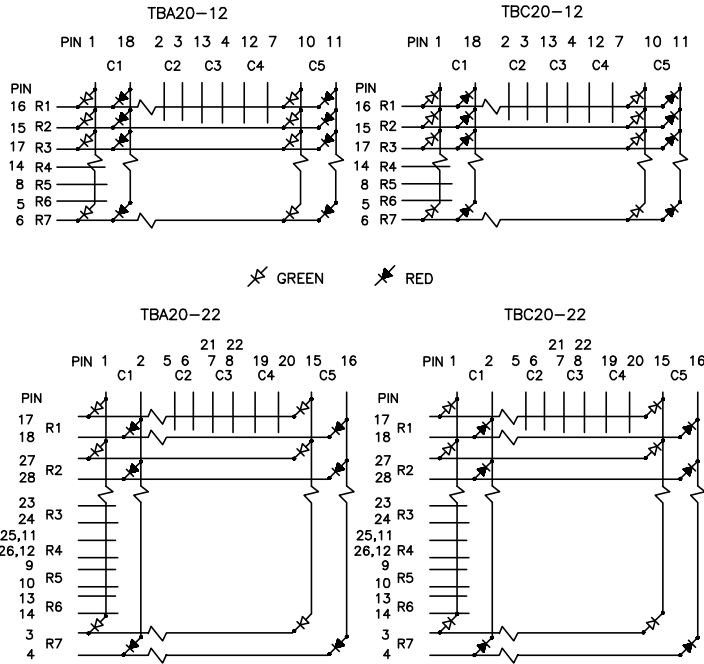 TBA20-12
PIN 1 18 2 3 13 4 12 7 10 11
C1 C2 C3 C4 C5
PIN
16 R1
15 R2
17 R3
14 R4
8 R5
5 R6
6 R7
TBC20-12
PIN 1 18 2 3 13 4 12 7 10 11
C1 C2 C3 C4 C5
PIN
16 R1
15 R2
17 R3
14 R4
8 R5
5 R6
6 R7
GREEN RED
TBA20-22
21 22
PIN 1 2 5 6 7 8 19 20 15 16
C1 C2 C3 C4 C5
PIN
17
R1
18
27
R2
28
23
R3
24
25,11
26,12 R4
9
R5
10
13
R6
14
3
R7
4
TBC20-22
21 22
PIN 1 2 5 6 7 8 19 20 15 16
C1 C2 C3 C4 C5
PIN
17
R1
18
27
R2
28
23
R3
24
25,11
26,12 R4
9
R5
10
13
R6
14
3
R7
4